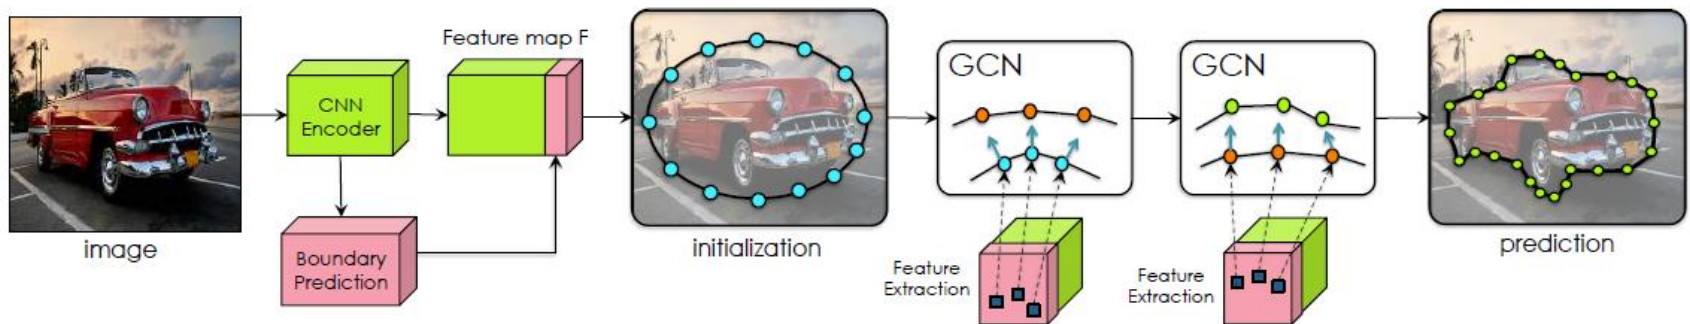 image
CNN
Encoder
Boundary
Prediction
Feature map F
initialization
GCN
Feature
Extraction
GCN
Feature
Extraction
prediction